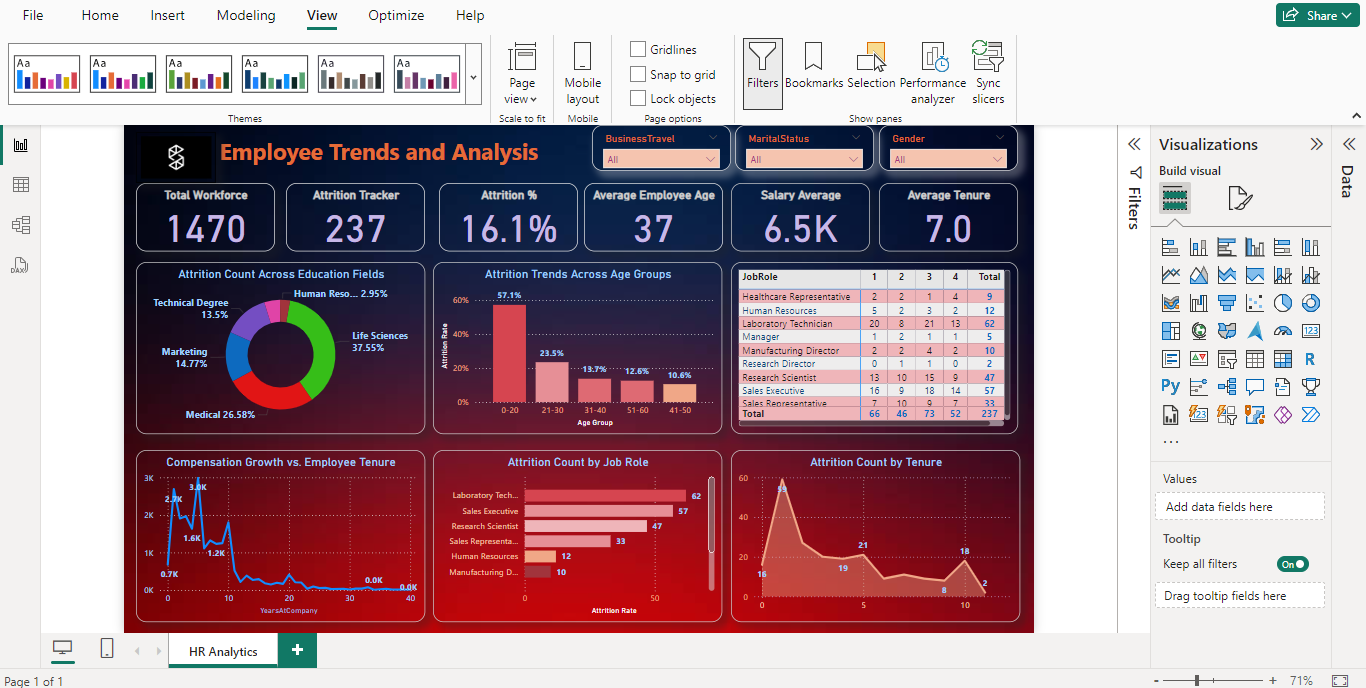 File Home Insert Modeling View Optimize Help Share
Aa Aa Aa Aa Aa Aa
Page view
Mobile layout
Gridlines
Snap to grid
Lock objects
Filters Bookmarks Selection Performance analyzer Sync slicers
Themes Scale to fit Mobile Page options Show panes
Employee Trends and Analysis
BusinessTravel MaritalStatus Gender
All All All
Total Workforce Attrition Tracker Attrition % Average Employee Age Salary Average Average Tenure
1470 237 16.1% 37 6.5K 7.0
Attrition Count Across Education Fields
Human Reso... 2.95%
Technical Degree
13.5%
Life Sciences
37.55%
Marketing
14.77%
Medical 26.58%
Attrition Trends Across Age Groups
Attrition Rate
60%
40%
20%
0%
57.1%
23.5%
13.7%
12.6%
10.6%
0-20 21-30 31-40 51-60 41-50
Age Group
JobRole 1 2 3 4 Total
Healthcare Representative 2 2 1 4 9
Human Resources 5 2 3 2 12
Laboratory Technician 20 8 21 13 62
Manager 1 2 1 1 5
Manufacturing Director 2 2 4 2 10
Research Director 0 1 1 0 2
Research Scientist 13 10 15 9 47
Sales Executive 16 9 18 14 57
Sales Representative 7 10 9 7 33
Total 66 46 73 52 237
Compensation Growth vs. Employee Tenure
3K
2K
1K
0K
2.7K
3.0K
1.6K
1.2K
0.7K
0.0K
0.0K
0 10 20 30 40
YearsAtCompany
Attrition Count by Job Role
Laboratory Tech... 62
Sales Executive 57
Research Scientist 47
Sales Representa... 33
Human Resources 12
Manufacturing D... 10
0 50
Attrition Rate
Attrition Count by Tenure
60
40
20
0
59
16
19
21
8
18
2
0 5 10
Filters
Visualizations
Build visual
123
R
Py
123
...
Values
Add data fields here
Tooltip
Keep all filters On
Drag tooltip fields here
Data
DAX
HR Analytics +
Page 1 of 1
- + 71%